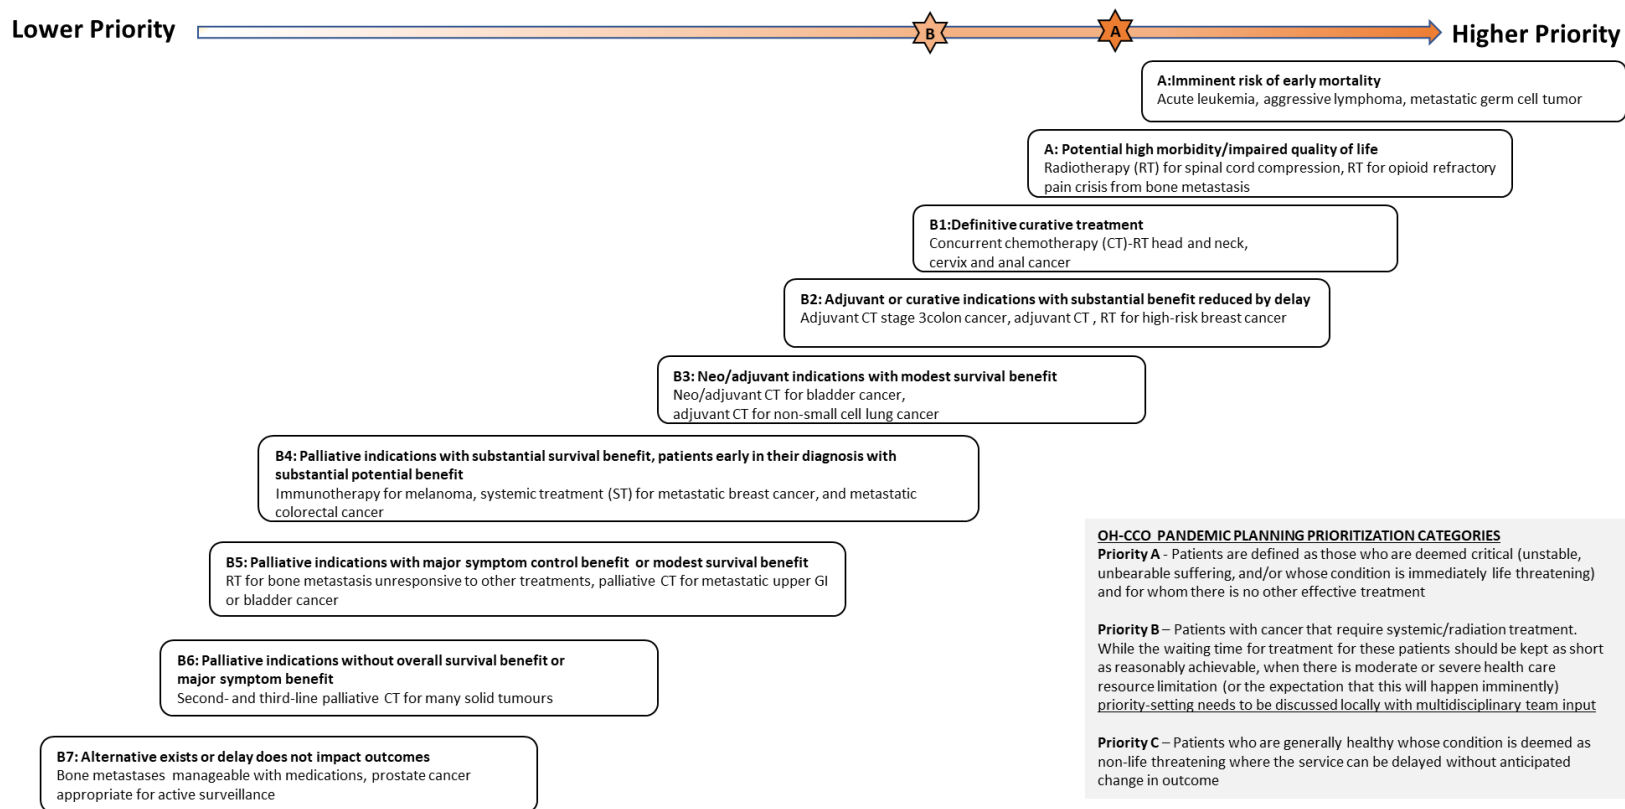 Lower Priority
B
A
Higher Priority
A:Imminent risk of early mortality
Acute leukemia, aggressive lymphoma, metastatic germ cell tumor
A: Potential high morbidity/impaired quality of life
Radiotherapy (RT) for spinal cord compression, RT for opioid refractory
pain crisis from bone metastasis
B1:Definitive curative treatment
Concurrent chemotherapy (CT)-RT head and neck,
cervix and anal cancer
B2: Adjuvant or curative indications with substantial benefit reduced by delay
Adjuvant CT stage 3colon cancer, adjuvant CT , RT for high-risk breast cancer
B3: Neo/adjuvant indications with modest survival benefit
Neo/adjuvant CT for bladder cancer,
adjuvant CT for non-small cell lung cancer
B4: Palliative indications with substantial survival benefit, patients early in their diagnosis with
substantial potential benefit
Immunotherapy for melanoma, systemic treatment (ST) for metastatic breast cancer, and metastatic
colorectal cancer
B5: Palliative indications with major symptom control benefit or modest survival benefit
RT for bone metastasis unresponsive to other treatments, palliative CT for metastatic upper GI
or bladder cancer
B6: Palliative indications without overall survival benefit or
major symptom benefit
Second- and third-line palliative CT for many solid tumours
B7: Alternative exists or delay does not impact outcomes
Bone metastases manageable with medications, prostate cancer
appropriate for active surveillance
OH-CCO PANDEMIC PLANNING PRIORITIZATION CATEGORIES
Priority A - Patients are defined as those who are deemed critical (unstable,
unbearable suffering, and/or whose condition is immediately life threatening)
and for whom there is no other effective treatment
Priority B – Patients with cancer that require systemic/radiation treatment.
While the waiting time for treatment for these patients should be kept as short
as reasonably achievable, when there is moderate or severe health care
resource limitation (or the expectation that this will happen imminently)
priority-setting needs to be discussed locally with multidisciplinary team input
Priority C – Patients who are generally healthy whose condition is deemed as
non-life threatening where the service can be delayed without anticipated
change in outcome